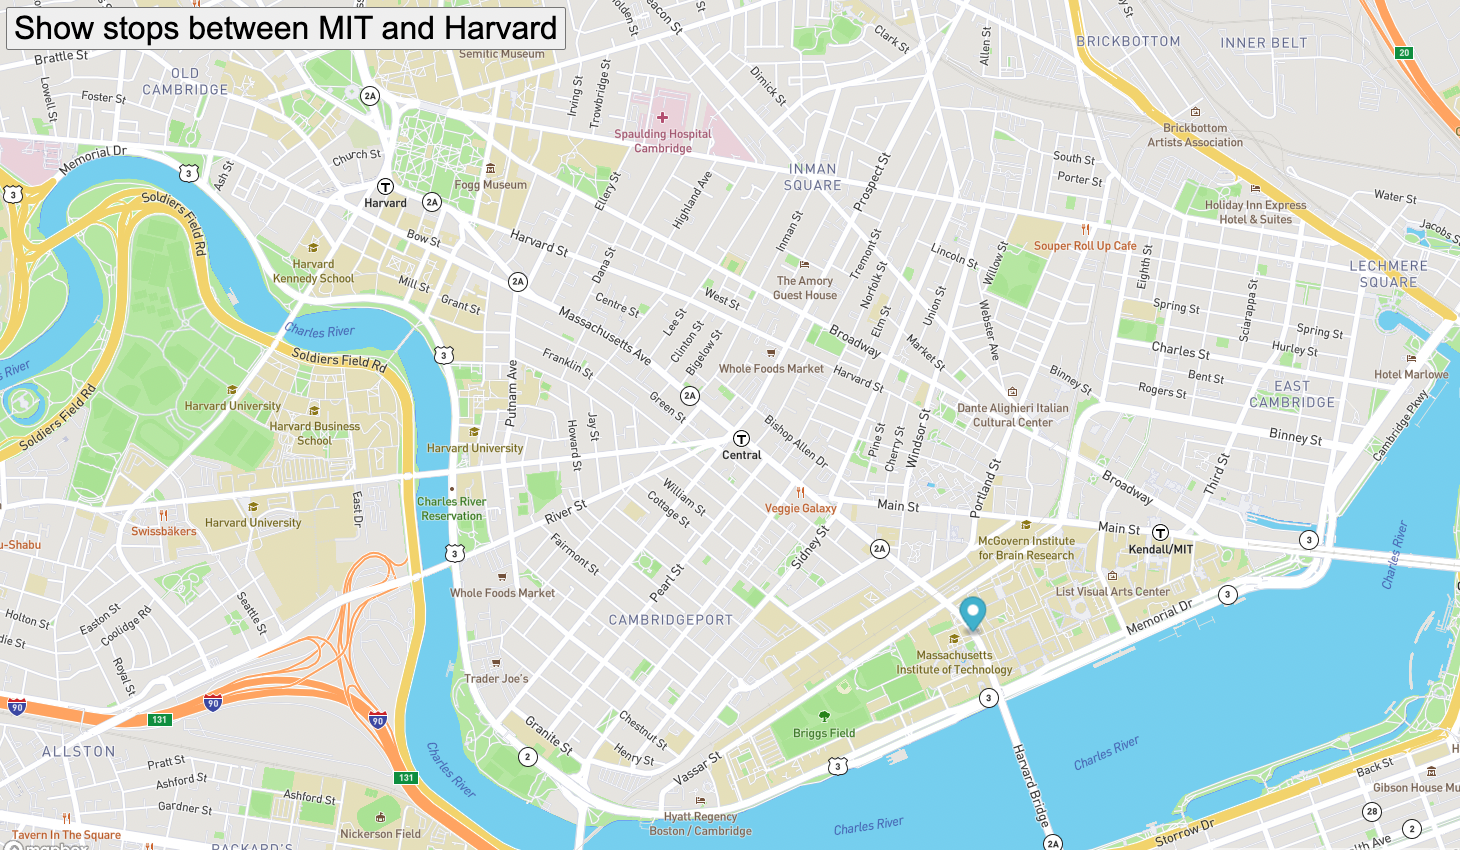 Show stops between MIT and Harvard
Brattle St
OLD
CAMBRIDGE
Lowell St
Foster St
Memorial Dr
3
3
Ash St
Church St
2A
T
Harvard
2A
Semitic Museum
Fogg Museum
Irving St
Trowbridge St
Spaulding Hospital
Cambridge
Dimick St
Clark St
Allen St
BRICKBOTTOM
INNER BELT
20
Brickbottom
Artists Association
INMAN
SQUARE
Prospect St
South St
Porter St
Holiday Inn Express
Hotel & Suites
Water St
Souper Roll Up Cafe
LECHMERE
SQUARE
Soldiers Field Rd
Harvard
Kennedy School
Bow St
Mill St
Grant St
Harvard St
Ellery St
Highland Ave
Dana St
Centre St
2A
Massachusetts Ave
Lee St
Clinton St
Bigelow St
West St
Inman St
The Amory
Guest House
Tremont St
Norfolk St
Elm St
Lincoln St
Willow St
Union St
Webster Ave
Market St
Broadway
Eighth St
Spring St
Sciarappa St
Spring St
Hurley St
Charles St
Bent St
Rogers St
Hotel Marlowe
EAST
CAMBRIDGE
Cambridge Pkwy
Binney St
Binney St
Charles River
Soldiers Field Rd
3
Putnam Ave
Franklin St
Green St
2A
Whole Foods Market
Harvard St
Dante Alighieri Italian
Cultural Center
Soldiers Field Rd
Harvard University
Harvard Business
School
Harvard University
Howard St
Jay St
T
Central
Bishop Allen Dr
Pine St
Cherry St
Windsor St
Portland St
Broadway
Third St
Charles River
Reservation
Swissbäkers
Harvard University
East Dr
River St
William St
Cottage St
Veggie Galaxy
Main St
McGovern Institute
for Brain Research
Main St
T
Kendall/MIT
3
Charles River
3
Fairmont St
Sidney St
2A
Whole Foods Market
Pearl St
List Visual Arts Center
3
Memorial Dr
CAMBRIDGEPORT
Massachusetts
Institute of Technology
Holton St
Easton St
Coolidge Rd
Seattle St
Royal St
Trader Joe's
3
90
90
131
90
ALLSTON
Pratt St
Ashford St
Gardner St
Ashford St
131
Nickerson Field
Tavern In The Square
Charles River
2
Granite St
Chestnut St
Henry St
Vassar St
Briggs Field
3
Hyatt Regency
Boston / Cambridge
Charles River
Harvard Bridge
2A
Charles River
Storrow Dr
Back St
Gibson House Mu
28
2
mapbox